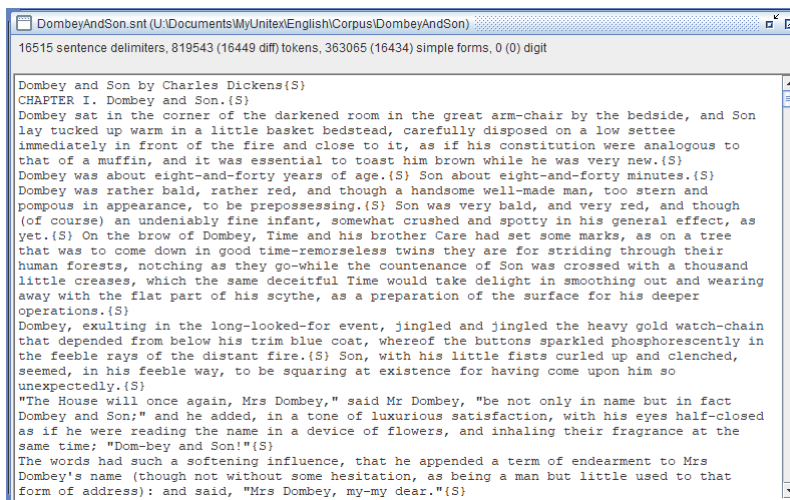 DombeyAndSon.snt (U:\Documents\MyUnitex\English\Corpus\DombeyAndSon)
16515 sentence delimiters, 819543 (16449 diff) tokens, 363065 (16434) simple forms, 0 (0) digit
Dombey and Son by Charles Dickens{S}
CHAPTER I. Dombey and Son.{S}
Dombey sat in the corner of the darkened room in the great arm-chair by the bedside, and Son
lay tucked up warm in a little basket bedstead, carefully disposed on a low settee
immediately in front of the fire and close to it, as if his constitution were analogous to
that of a muffin, and it was essential to toast him brown while he was very new.{S}
Dombey was about eight-and-forty years of age.{S} Son about eight-and-forty minutes.{S}
Dombey was rather bald, rather red, and though a handsome well-made man, too stern and
pompous in appearance, to be prepossessing.{S} Son was very bald, and very red, and though
(of course) an undeniably fine infant, somewhat crushed and spotty in his general effect, as
yet.{S} On the brow of Dombey, Time and his brother Care had set some marks, as on a tree
that was to come down in good time-remorseless twins they are for striding through their
human forests, notching as they go-while the countenance of Son was crossed with a thousand
little creases, which the same deceitful Time would take delight in smoothing out and wearing
away with the flat part of his scythe, as a preparation of the surface for his deeper
operations.{S}
Dombey, exulting in the long-looked-for event, jingled and jingled the heavy gold watch-chain
that depended from below his trim blue coat, whereof the buttons sparkled phosphorescently in
the feeble rays of the distant fire.{S} Son, with his little fists curled up and clenched,
seemed, in his feeble way, to be squaring at existence for having come upon him so
unexpectedly.{S}
"The House will once again, Mrs Dombey," said Mr Dombey, "be not only in name but in fact
Dombey and Son;" and he added, in a tone of luxurious satisfaction, with his eyes half-closed
as if he were reading the name in a device of flowers, and inhaling their fragrance at the
same time; "Dom-bey and Son!"{S}
The words had such a softening influence, that he appended a term of endearment to Mrs
Dombey's name (though not without some hesitation, as being a man but little used to that
form of address): and said, "Mrs Dombey, my-my dear."{S}